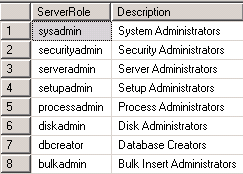 ServerRole Description
1 sysadmin System Administrators
2 securityadmin Security Administrators
3 serveradmin Server Administrators
4 setupadmin Setup Administrators
5 processadmin Process Administrators
6 diskadmin Disk Administrators
7 dbcreator Database Creators
8 bulkadmin Bulk Insert Administrators